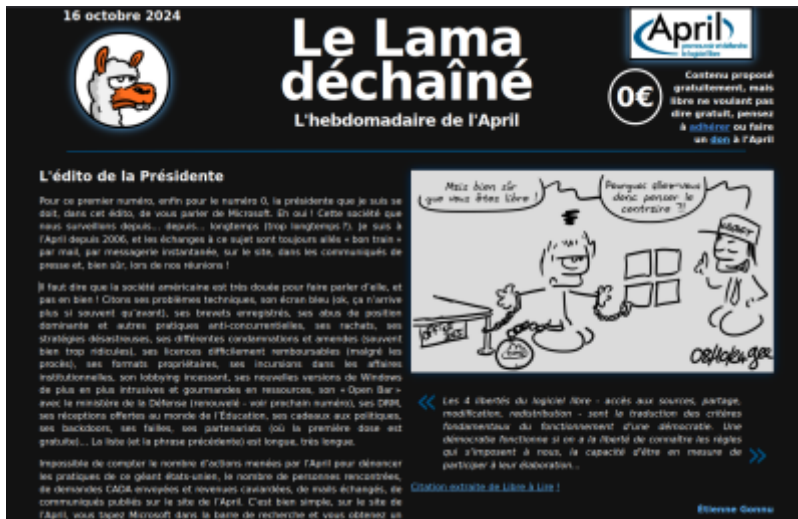 16 octobre 2024
Le Lama
déchaîné
L'hebdomadaire de l'April
April
promouvoir et défendre
le logiciel libre
0€
Contenu proposé
gratuitement, mais
libre ne voulant pas
dire gratuit, pensez
à adhérer ou faire
un don à l'April
L'édito de la Présidente
Pour ce premier numéro, enfin pour le numéro 0, la présidente que je suis se
doit, dans cet édito, de vous parler de Microsoft. Eh oui ! Cette société que
nous surveillons depuis... depuis... longtemps (trop longtemps ?). Je suis à
l'April depuis 2006, et les échanges à ce sujet sont toujours allés « bon train »
par mail, par messagerie instantanée, sur le site, dans les communiqués de
presse et, bien sûr, lors de nos réunions !
Il faut dire que la société américaine est très douée pour faire parler d'elle, et
pas en bien ! Citons ses problèmes techniques, son écran bleu (ok, ça n'arrive
plus si souvent qu'avant), ses brevets enregistrés, ses abus de position
dominante et autres pratiques anti-concurrentielles, ses rachats, ses
stratégies désastreuses, ses différentes condamnations et amendes (souvent
bien trop ridicules), ses licences difficilement remboursables (malgré les
procès), ses formats propriétaires, ses incursions dans les affaires
institutionnelles, son lobbying incessant, ses nouvelles versions de Windows
de plus en plus intrusives et gourmandes en ressources, son « Open Bar »
avec le ministère de la Défense (renouvelé - voir prochain numéro), ses DRM,
ses réceptions offertes au monde de l'Éducation, ses cadeaux aux politiques,
ses backdoors, ses failles, ses partenariats (où la première dose est
gratuite)... La liste (et la phrase précédente) est longue, très longue.
Impossible de compter le nombre d'actions menées par l'April pour dénoncer
les pratiques de ce géant états-unien, le nombre de personnes rencontrées,
de demandes CADA envoyées et revenues caviardées, de mails échangés, de
communiqués publiés sur le site de l'April. C'est bien simple, sur le site de
l'April, vous tapez Microsoft dans la barre de recherche et vous obtenez un
Mais bien sûr
que vous êtes libre !
Pourquoi allez-vous
donc penser le
contraire ?!
office
« Les 4 libertés du logiciel libre - accès aux sources, partage,
modification, redistribution - sont la traduction des critères
fondamentaux du fonctionnement d'une démocratie. Une
démocratie fonctionne si on a la liberté de connaître les règles
qui s'imposent à nous, la capacité d'être en mesure de
participer à leur élaboration... »
Citation extraite de Libre à Lire !
Étienne Gonnu